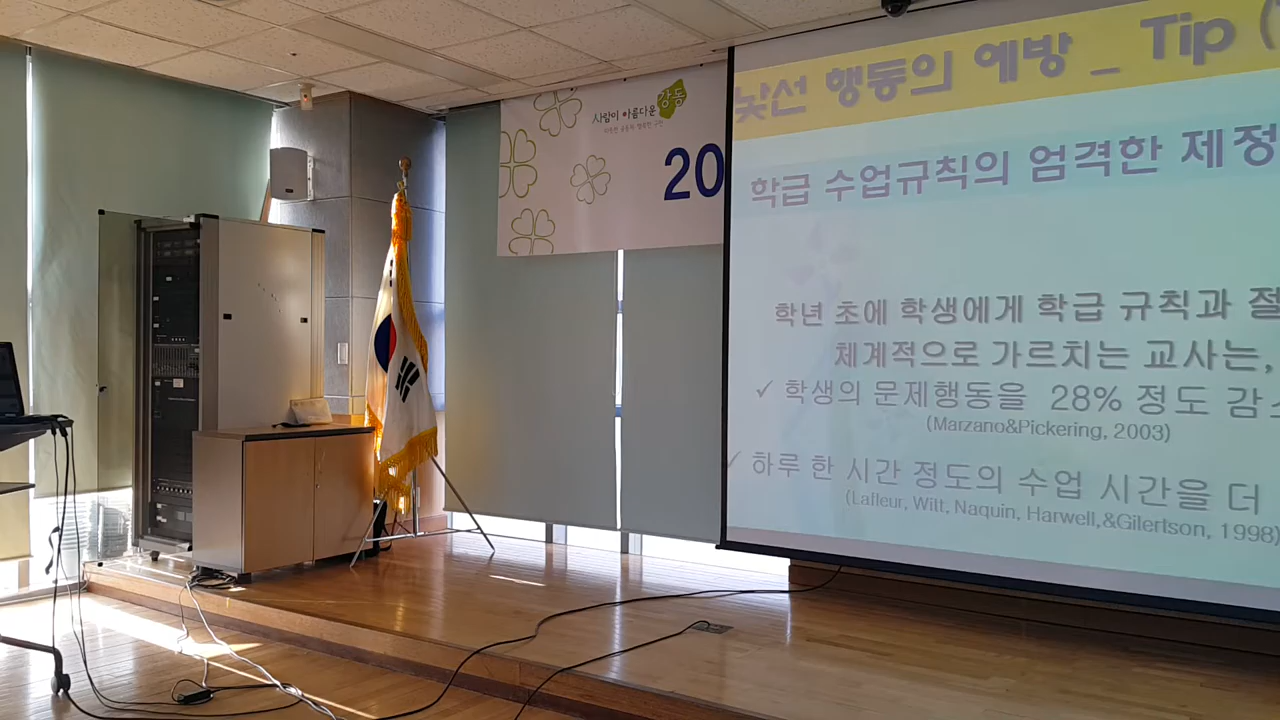 사람이 아름다운 강동
20
낯선 행동의 예방 _ Tip (
학급 수업규칙의 엄격한 제정
학년 초에 학생에게 학급 규칙과 절
체계적으로 가르치는 교사는,
✓ 학생의 문제행동을 28% 정도 감소
(Marzano&Pickering, 2003)
✓ 하루 한 시간 정도의 수업 시간을 더
(Lafleur, Witt, Naquin, Harwell,&Gilertson, 1998)